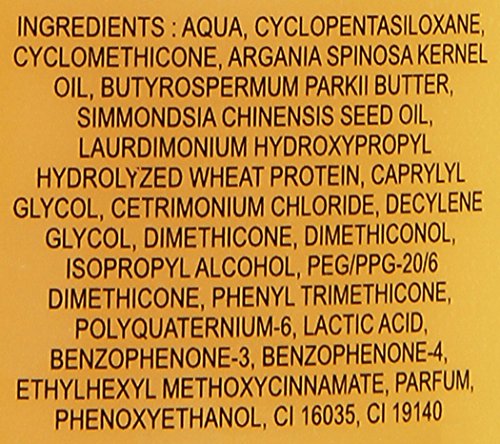 INGREDIENTS : AQUA, CYCLOPENTASILOXANE,
CYCLOMETHICONE, ARGANIA SPINOSA KERNEL
OIL, BUTYROSPERMUM PARKII BUTTER,
SIMMONDSIA CHINENSIS SEED OIL,
LAURDIMONIUM HYDROXYPROPYL
HYDROLYZED WHEAT PROTEIN, CAPRYLYL
GLYCOL, CETRIMONIUM CHLORIDE, DECYLENE
GLYCOL, DIMETHICONE, DIMETHICONOL,
ISOPROPYL ALCOHOL, PEG/PPG-20/6
DIMETHICONE, PHENYL TRIMETHICONE,
POLYQUATERNIUM-6, LACTIC ACID,
BENZOPHENONE-3, BENZOPHENONE-4,
ETHYLHEXYL METHOXYCINNAMATE, PARFUM,
PHENOXYETHANOL, CI 16035, CI 19140